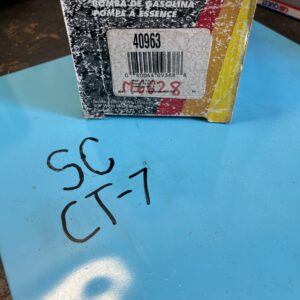 BOMBA DE GASOLINA
POMPE À ESSENCE
40963
M6628
SC
CT-7